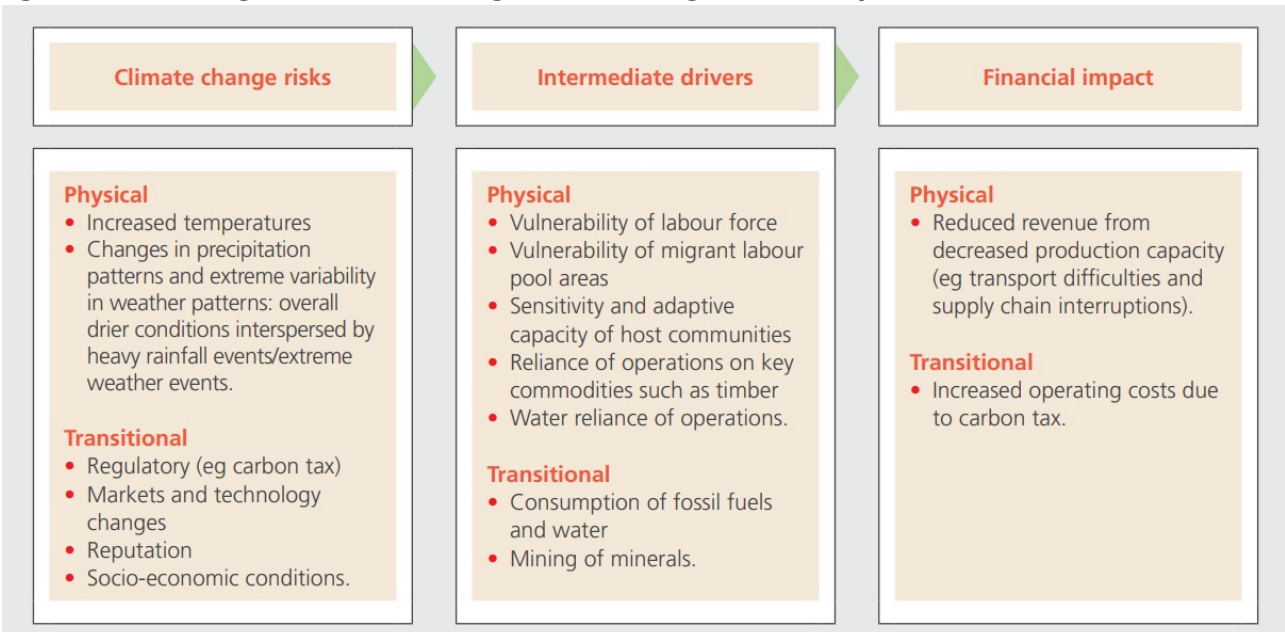 Climate change risks
Intermediate drivers
Financial impact
Physical
• Increased temperatures
• Changes in precipitation
patterns and extreme variability
in weather patterns: overall
drier conditions interspersed by
heavy rainfall events/extreme
weather events.
Transitional
• Regulatory (eg carbon tax)
• Markets and technology
changes
• Reputation
• Socio-economic conditions.
Physical
• Vulnerability of labour force
• Vulnerability of migrant labour
pool areas
• Sensitivity and adaptive
capacity of host communities
• Reliance of operations on key
commodities such as timber
• Water reliance of operations.
Transitional
• Consumption of fossil fuels
and water
• Mining of minerals.
Physical
• Reduced revenue from
decreased production capacity
(eg transport difficulties and
supply chain interruptions).
Transitional
• Increased operating costs due
to carbon tax.